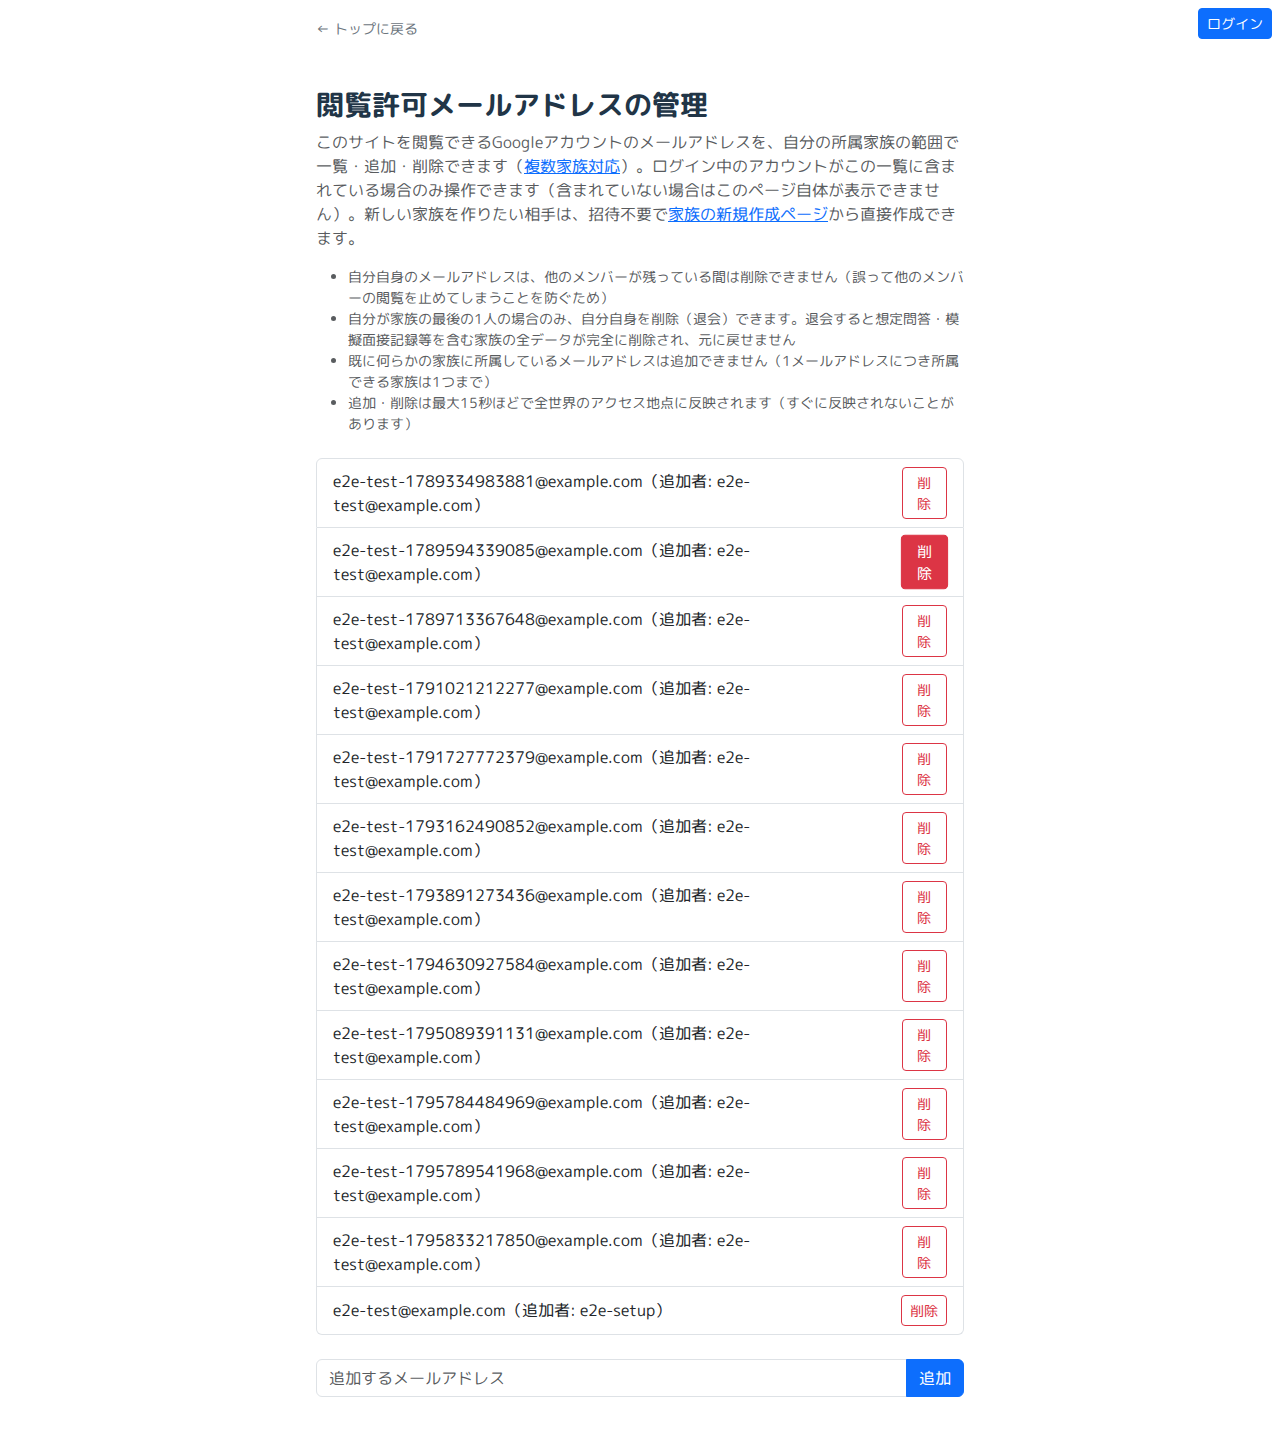 ← トップに戻る
ログイン
閲覧許可メールアドレスの管理
このサイトを閲覧できるGoogleアカウントのメールアドレスを、自分の所属家族の範囲で
一覧・追加・削除できます（複数家族対応）。ログイン中のアカウントがこの一覧に含ま
れている場合のみ操作できます（含まれていない場合はこのページ自体が表示できませ
ん）。新しい家族を作りたい相手は、招待不要で家族の新規作成ページから直接作成でき
ます。
• 自分自身のメールアドレスは、他のメンバーが残っている間は削除できません（誤って他のメンバ
ーの閲覧を止めてしまうことを防ぐため）
• 自分が家族の最後の1人の場合のみ、自分自身を削除（退会）できます。退会すると想定問答・模
擬面接記録等を含む家族の全データが完全に削除され、元に戻せません
• 既に何らかの家族に所属しているメールアドレスは追加できません（1メールアドレスにつき所属
できる家族は1つまで）
• 追加・削除は最大15秒ほどで全世界のアクセス地点に反映されます（すぐに反映されないことが
あります）
e2e-test-1789334983881@example.com（追加者: e2e-
test@example.com）
削
除
e2e-test-1789594339085@example.com（追加者: e2e-
test@example.com）
削
除
e2e-test-1789713367648@example.com（追加者: e2e-
test@example.com）
削
除
e2e-test-1791021212277@example.com（追加者: e2e-
test@example.com）
削
除
e2e-test-1791727772379@example.com（追加者: e2e-
test@example.com）
削
除
e2e-test-1793162490852@example.com（追加者: e2e-
test@example.com）
削
除
e2e-test-1793891273436@example.com（追加者: e2e-
test@example.com）
削
除
e2e-test-1794630927584@example.com（追加者: e2e-
test@example.com）
削
除
e2e-test-1795089391131@example.com（追加者: e2e-
test@example.com）
削
除
e2e-test-1795784484969@example.com（追加者: e2e-
test@example.com）
削
除
e2e-test-1795789541968@example.com（追加者: e2e-
test@example.com）
削
除
e2e-test-1795833217850@example.com（追加者: e2e-
test@example.com）
削
除
e2e-test@example.com（追加者: e2e-setup）
削除
追加するメールアドレス
追加